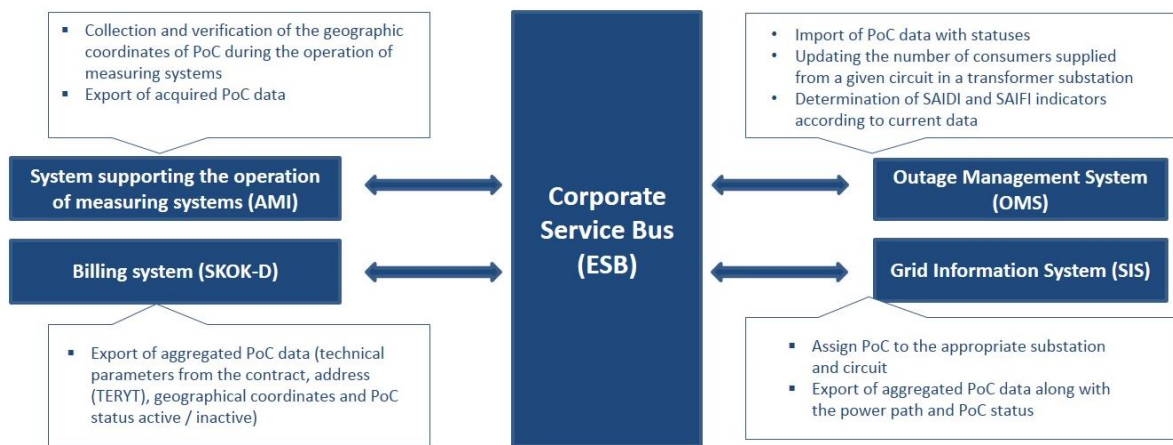 ▪ Collection and verification of the geographic
coordinates of PoC during the operation of
measuring systems
▪ Export of acquired PoC data
System supporting the operation
of measuring systems (AMI)
Billing system (SKOK-D)
▪ Export of aggregated PoC data (technical
parameters from the contract, address
(TERYT), geographical coordinates and PoC
status active / inactive)
Corporate
Service Bus
(ESB)
• Import of PoC data with statuses
• Updating the number of consumers supplied
from a given circuit in a transformer substation
• Determination of SAIDI and SAIFI indicators
according to current data
Outage Management System
(OMS)
Grid Information System (SIS)
▪ Assign PoC to the appropriate substation
and circuit
▪ Export of aggregated PoC data along with
the power path and PoC status